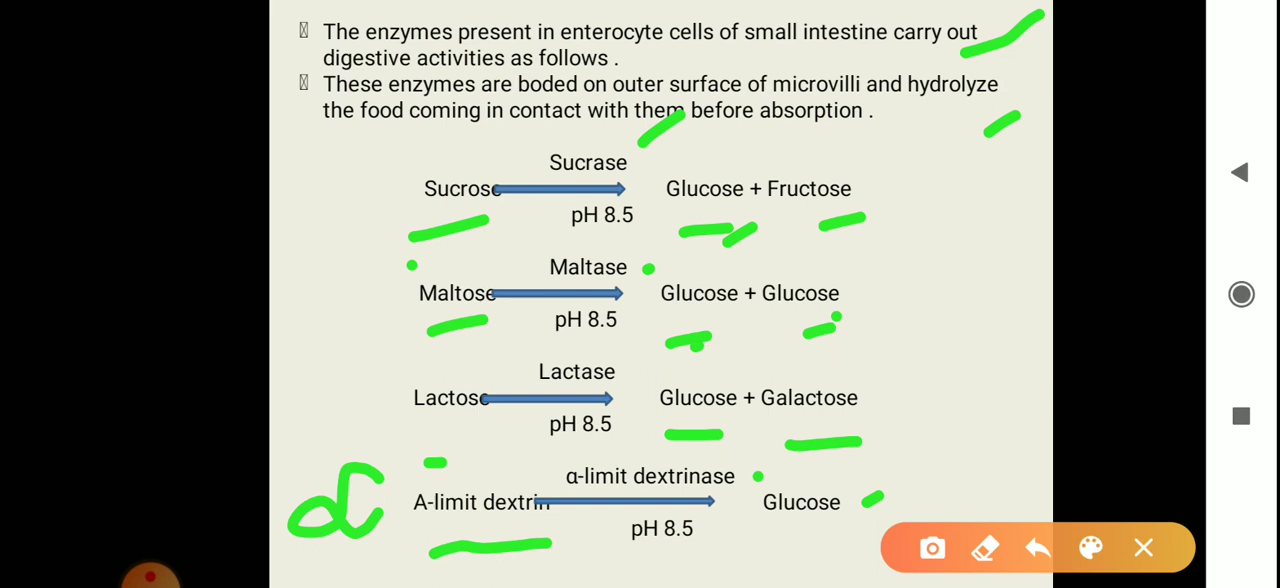 The enzymes present in enterocyte cells of small intestine carry out
digestive activities as follows .
These enzymes are boded on outer surface of microvilli and hydrolyze
the food coming in contact with them before absorption .
Sucrase
Sucrose Glucose + Fructose
pH 8.5
Maltase
Maltose Glucose + Glucose
pH 8.5
Lactase
Lactose Glucose + Galactose
pH 8.5
α-limit dextrinase
α A-limit dextrin Glucose
pH 8.5